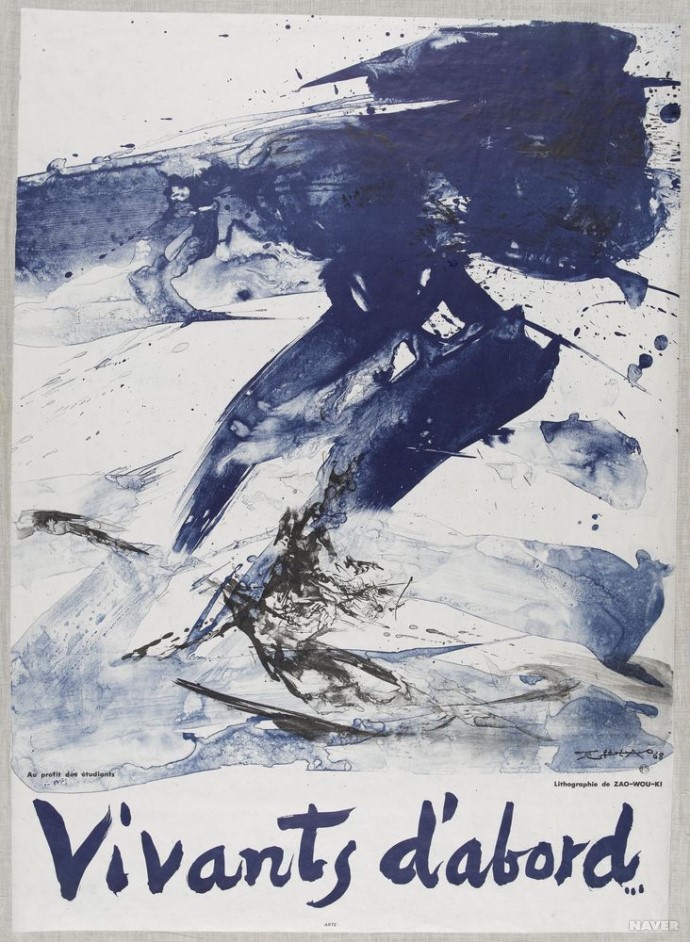 Au profit des étudiants
Lithographie de ZAO-WOU-KI
Vivants d'abord...
ARTE
NAVER